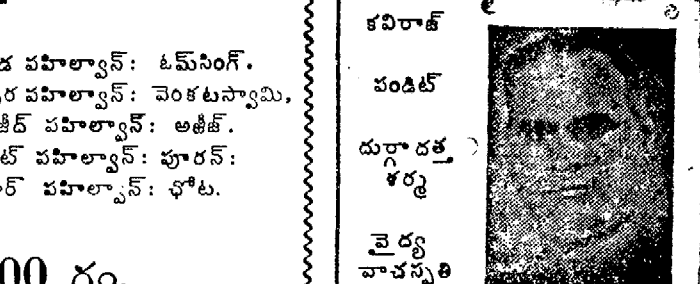 డ పహిల్వాన్: ఓమ్‌సింగ్.
ర పహిల్వాన్: వెంకటస్వామి,
జీద్ పహిల్వాన్: అజీజ్.
ట్ పహిల్వాన్: పూరన్:
ర్ పహిల్వాన్: ఛోట.
00 గం.
కవిరాజ్
పండిట్
దుర్గా దత్త
శర్మ
వైద్య
వాచస్పతి